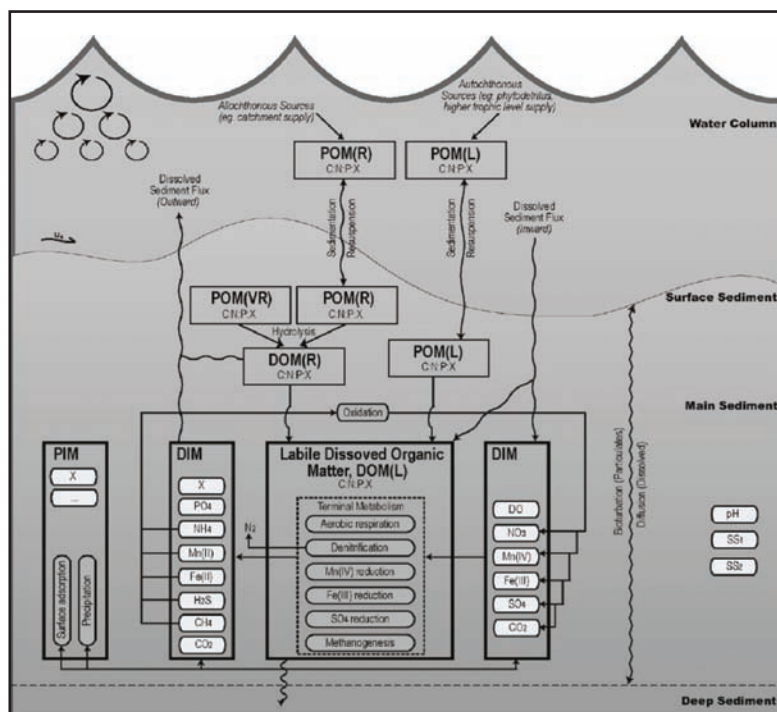 Allochthonous Sources
(eg. catchment supply)
Autochthonous
Sources (eg. phytodetritus,
higher trophic level supply)
Water Column
POM(R)
C:N:P:X
POM(L)
C:N:P:X
Dissolved
Sediment Flux
(Outward)
Sedimentation
Resuspension
Sedimentation
Resuspension
Dissolved
Sediment Flux
(Inward)
Surface Sediment
POM(VR)
C:N:P:X
POM(R)
C:N:P:X
Hydrolysis
DOM(R)
C:N:P:X
POM(L)
C:N:P:X
Main Sediment
Oxidation
Bioturbation (Particulates)
Diffusion (Dissolved)
PIM
X
...
Surface adsorption
Precipitation
DIM
X
PO4
NH4
Mn(II)
Fe(II)
H2S
CH4
CO2
N2
Labile Dissoved Organic
Matter, DOM(L)
C:N:P:X
Terminal Metabolism
Aerobic respiration
Denitrification
Mn(IV) reduction
Fe(III) reduction
SO4 reduction
Methanogenesis
DIM
DO
NO3
Mn(IV)
Fe(III)
SO4
CO2
pH
SS1
SS2
Deep Sediment